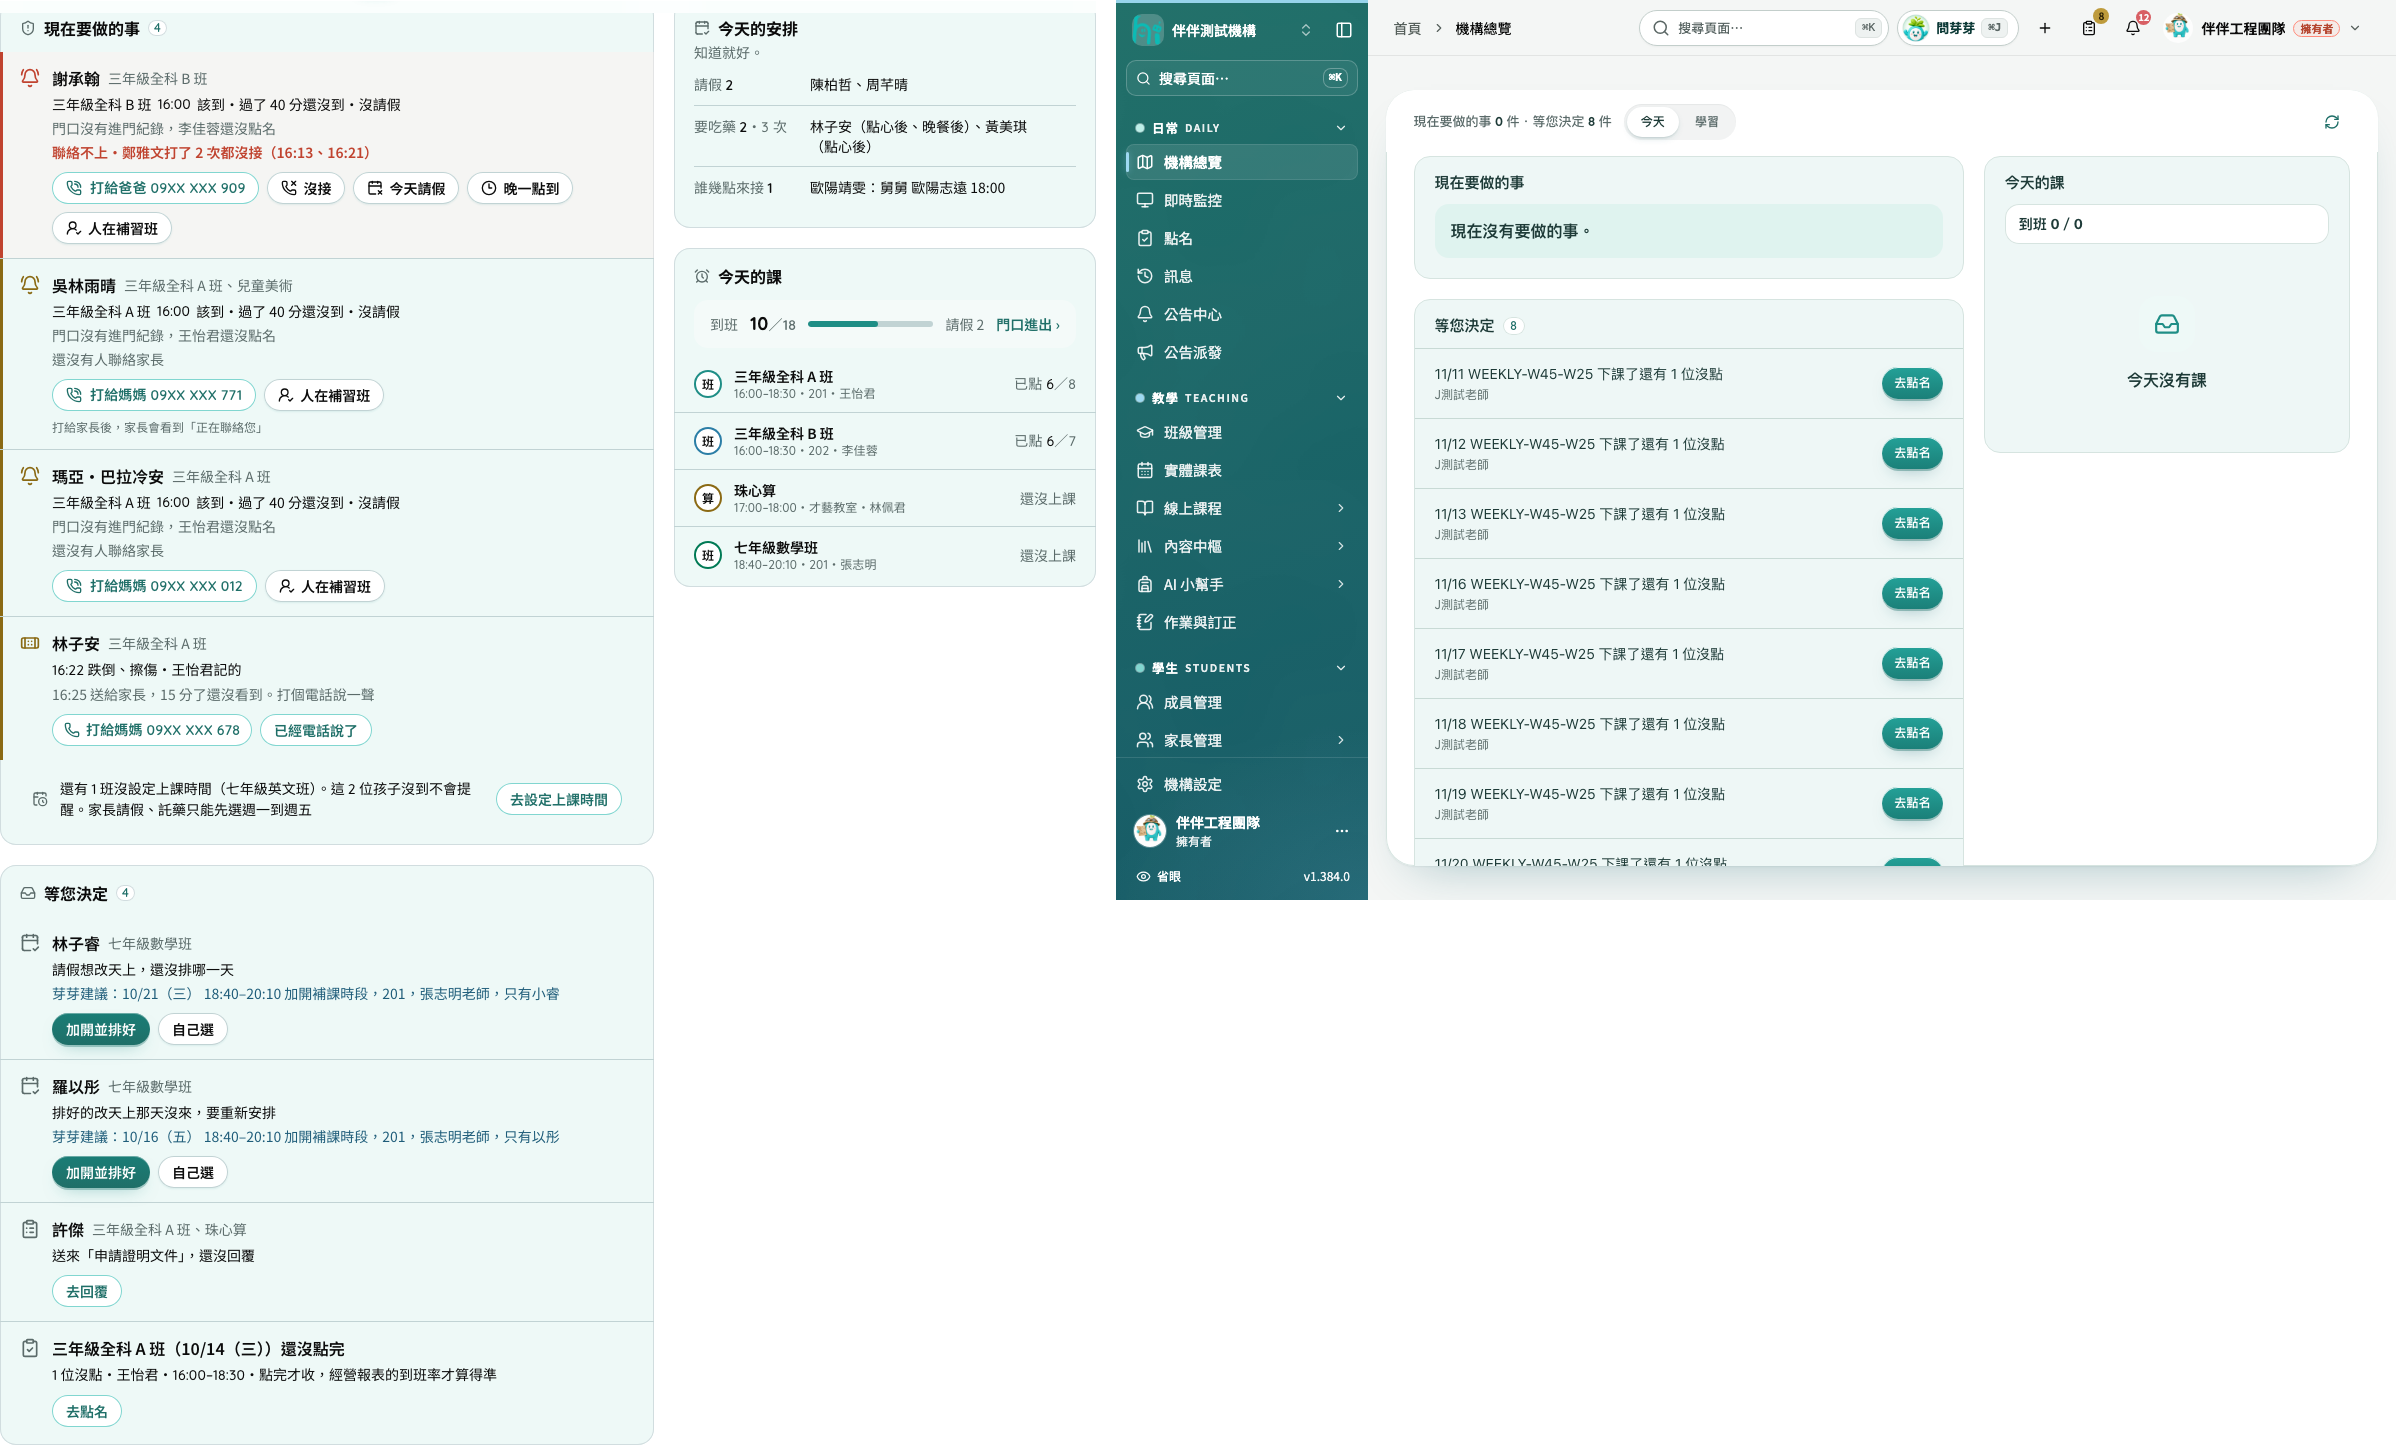 現在要做的事 4
謝承翰 三年級全科 B 班
三年級全科 B 班 16:00 該到・過了 40 分還沒到・沒請假
門口沒有進門紀錄，李佳蓉還沒點名
聯絡不上・鄭雅文打了 2 次都沒接（16:13、16:21）
打給爸爸 09XX XXX 909 沒接 今天請假 晚一點到
人在補習班
吳林雨晴 三年級全科 A 班、兒童美術
三年級全科 A 班 16:00 該到・過了 40 分還沒到・沒請假
門口沒有進門紀錄，王怡君還沒點名
還沒有人聯絡家長
打給媽媽 09XX XXX 771 人在補習班
打給家長後，家長會看到「正在聯絡您」
瑪亞・巴拉冷安 三年級全科 A 班
三年級全科 A 班 16:00 該到・過了 40 分還沒到・沒請假
門口沒有進門紀錄，王怡君還沒點名
還沒有人聯絡家長
打給媽媽 09XX XXX 012 人在補習班
林子安 三年級全科 A 班
16:22 跌倒、擦傷・王怡君記的
16:25 送給家長，15 分了還沒看到。打個電話說一聲
打給媽媽 09XX XXX 678 已經電話說了
還有 1 班沒設定上課時間（七年級英文班）。這 2 位孩子沒到不會提
醒。家長請假、託藥只能先選週一到週五
去設定上課時間
等您決定 4
林子睿 七年級數學班
請假想改天上，還沒排哪一天
芽芽建議：10/21（三） 18:40–20:10 加開補課時段，201，張志明老師，只有小睿
加開並排好 自己選
羅以彤 七年級數學班
排好的改天上那天沒來，要重新安排
芽芽建議：10/16（五） 18:40–20:10 加開補課時段，201，張志明老師，只有以彤
加開並排好 自己選
許傑 三年級全科 A 班、珠心算
送來「申請證明文件」，還沒回覆
去回覆
三年級全科 A 班（10/14（三））還沒點完
1 位沒點・王怡君・16:00–18:30・點完才收，經營報表的到班率才算得準
去點名
今天的安排
知道就好。
請假 2 陳柏哲、周芊晴
要吃藥 2・3 次 林子安（點心後、晚餐後）、黃美琪
（點心後）
誰幾點來接 1 歐陽靖雯：舅舅 歐陽志遠 18:00
今天的課
到班 10／18 請假 2 門口進出 ›
班 三年級全科 A 班 已點 6／8
16:00–18:30・201・王怡君
班 三年級全科 B 班 已點 6／7
16:00–18:30・202・李佳蓉
算 珠心算 還沒上課
17:00–18:00・才藝教室・林佩君
班 七年級數學班 還沒上課
18:40–20:10・201・張志明
伴伴測試機構
搜尋頁面… ⌘K
日常 DAILY
機構總覽
即時監控
點名
訊息
公告中心
公告派發
教學 TEACHING
班級管理
實體課表
線上課程
內容中樞
AI 小幫手
作業與訂正
學生 STUDENTS
成員管理
家長管理
機構設定
伴伴工程團隊
擁有者
省眼 v1.384.0
首頁 › 機構總覽
搜尋頁面… ⌘K 問芽芽 ⌘J + 8 12 伴伴工程團隊 擁有者
現在要做的事 0 件 · 等您決定 8 件 今天 學習
現在要做的事
現在沒有要做的事。
等您決定 8
11/11 WEEKLY-W45-W25 下課了還有 1 位沒點
J測試老師
去點名
11/12 WEEKLY-W45-W25 下課了還有 1 位沒點
J測試老師
去點名
11/13 WEEKLY-W45-W25 下課了還有 1 位沒點
J測試老師
去點名
11/16 WEEKLY-W45-W25 下課了還有 1 位沒點
J測試老師
去點名
11/17 WEEKLY-W45-W25 下課了還有 1 位沒點
J測試老師
去點名
11/18 WEEKLY-W45-W25 下課了還有 1 位沒點
J測試老師
去點名
11/19 WEEKLY-W45-W25 下課了還有 1 位沒點
J測試老師
去點名
11/20 WEEKLY-W45-W25 下課了還有 1 位沒點
今天的課
到班 0 / 0
今天沒有課